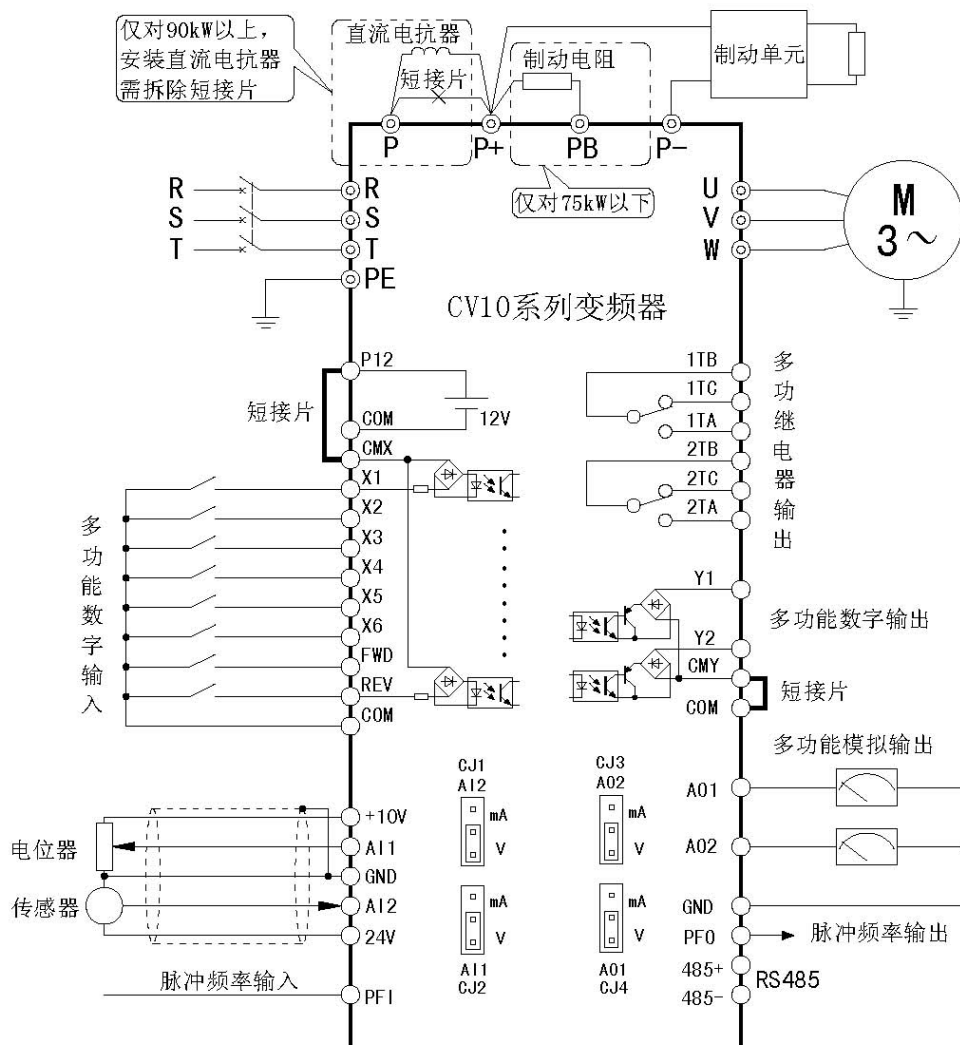 仅对90kW以上,
安装直流电抗器
需拆除短接片
直流电抗器
短接片
制动电阻
制动单元
P
P+
PB
P-
仅对75kW以下
R
S
T
R
S
T
PE
U
V
W
M
3～
CV10系列变频器
P12
COM
CMX
短接片
12V
X1
X2
X3
X4
X5
X6
FWD
REV
COM
多功能数字输入
1TB
1TC
1TA
2TB
2TC
2TA
多功继电器输出
Y1
Y2
CMY
COM
多功能数字输出
短接片
多功能模拟输出
CJ1
AI2
mA
V
CJ3
AO2
mA
V
mA
V
AI1
CJ2
mA
V
AO1
CJ4
+10V
AI1
GND
AI2
24V
PFI
电位器
传感器
脉冲频率输入
AO1
AO2
GND
PFO
脉冲频率输出
485+
485-
RS485